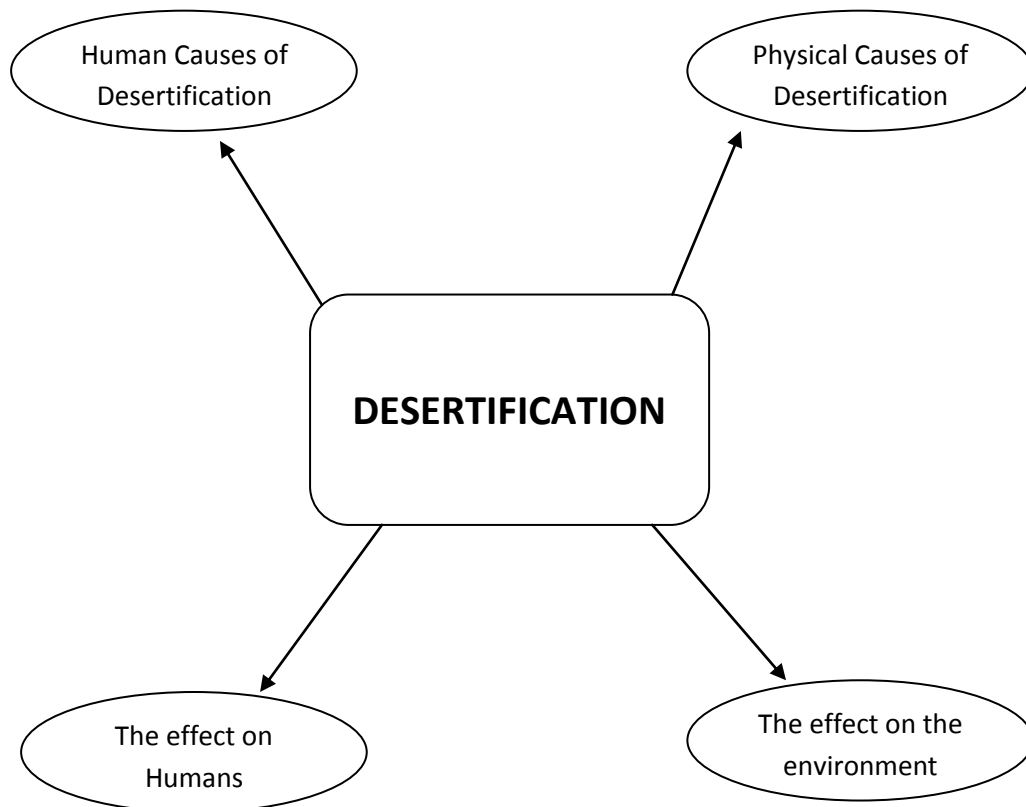 Human Causes of
Desertification
Physical Causes of
Desertification
DESERTIFICATION
The effect on
Humans
The effect on the
environment